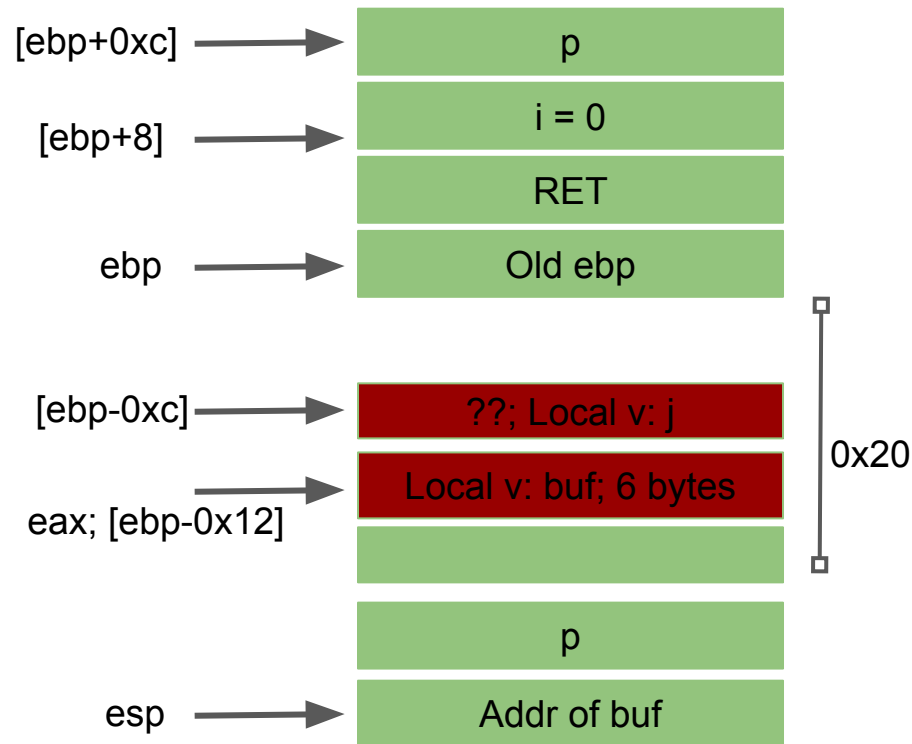 [ebp+0xc]
p
i = 0
[ebp+8]
RET
ebp
Old ebp
[ebp-0xc]
??; Local v: j
0x20
Local v: buf; 6 bytes
eax; [ebp-0x12]
p
esp
Addr of buf